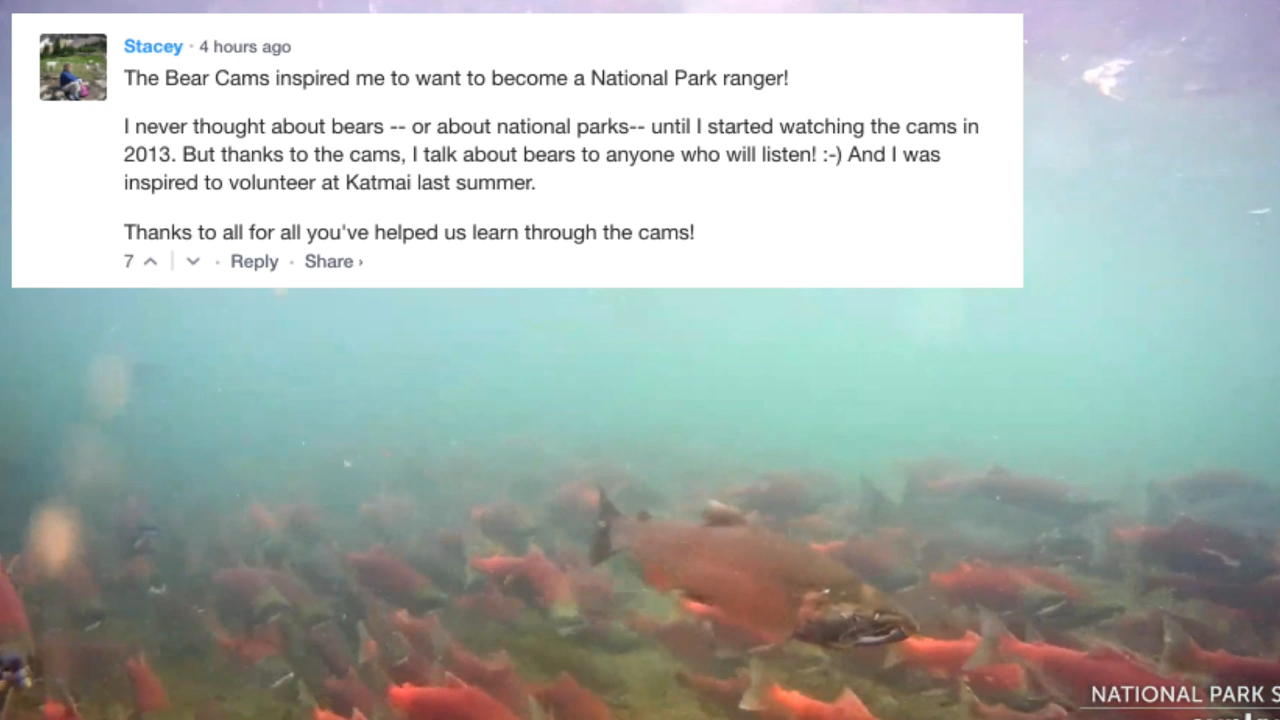 Stacey · 4 hours ago
The Bear Cams inspired me to want to become a National Park ranger!
I never thought about bears -- or about national parks-- until I started watching the cams in
2013. But thanks to the cams, I talk about bears to anyone who will listen! :-) And I was
inspired to volunteer at Katmai last summer.
Thanks to all for all you've helped us learn through the cams!
7 · Reply · Share ›
NATIONAL PARK S